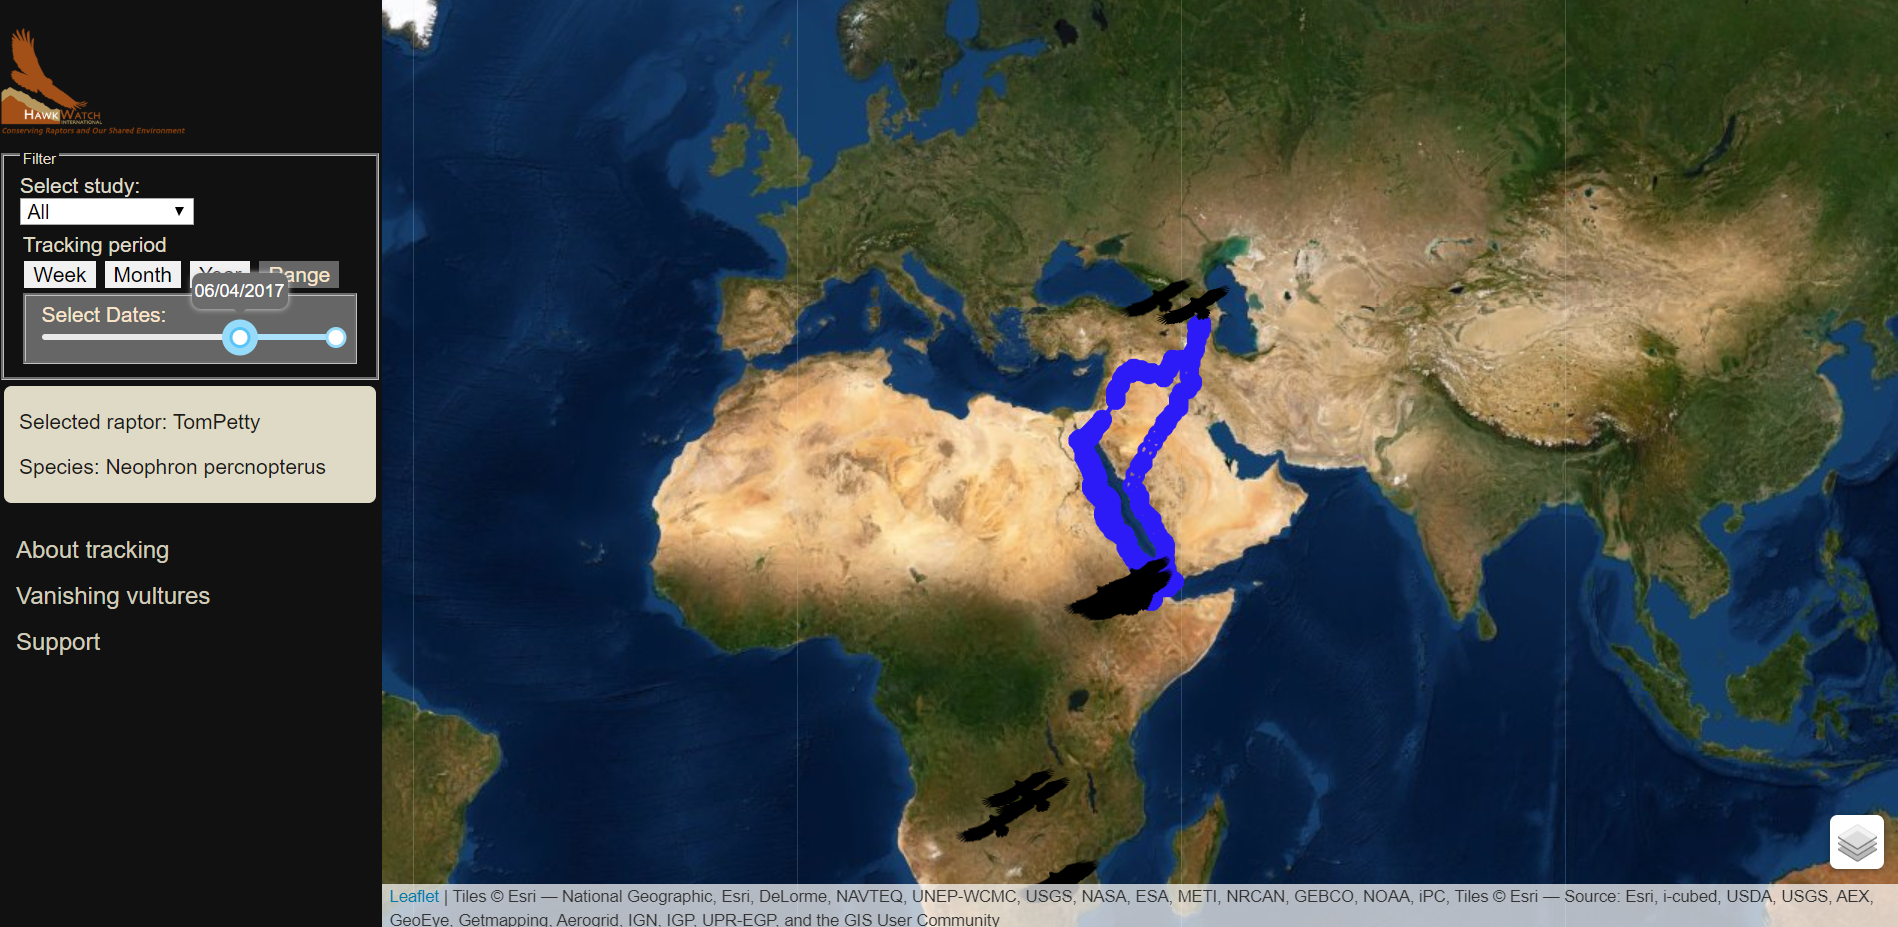 HAWKWATCH
INTERNATIONAL
Conserving Raptors and Our Shared Environment
Filter
Select study:
All
Tracking period
Week Month Year Range
06/04/2017
Select Dates:
Selected raptor: TomPetty
Species: Neophron percnopterus
About tracking
Vanishing vultures
Support
Leaflet | Tiles © Esri — National Geographic, Esri, DeLorme, NAVTEQ, UNEP-WCMC, USGS, NASA, ESA, METI, NRCAN, GEBCO, NOAA, iPC, Tiles © Esri — Source: Esri, i-cubed, USDA, USGS, AEX,
GeoEye, Getmapping, Aerogrid, IGN, IGP, UPR-EGP, and the GIS User Community